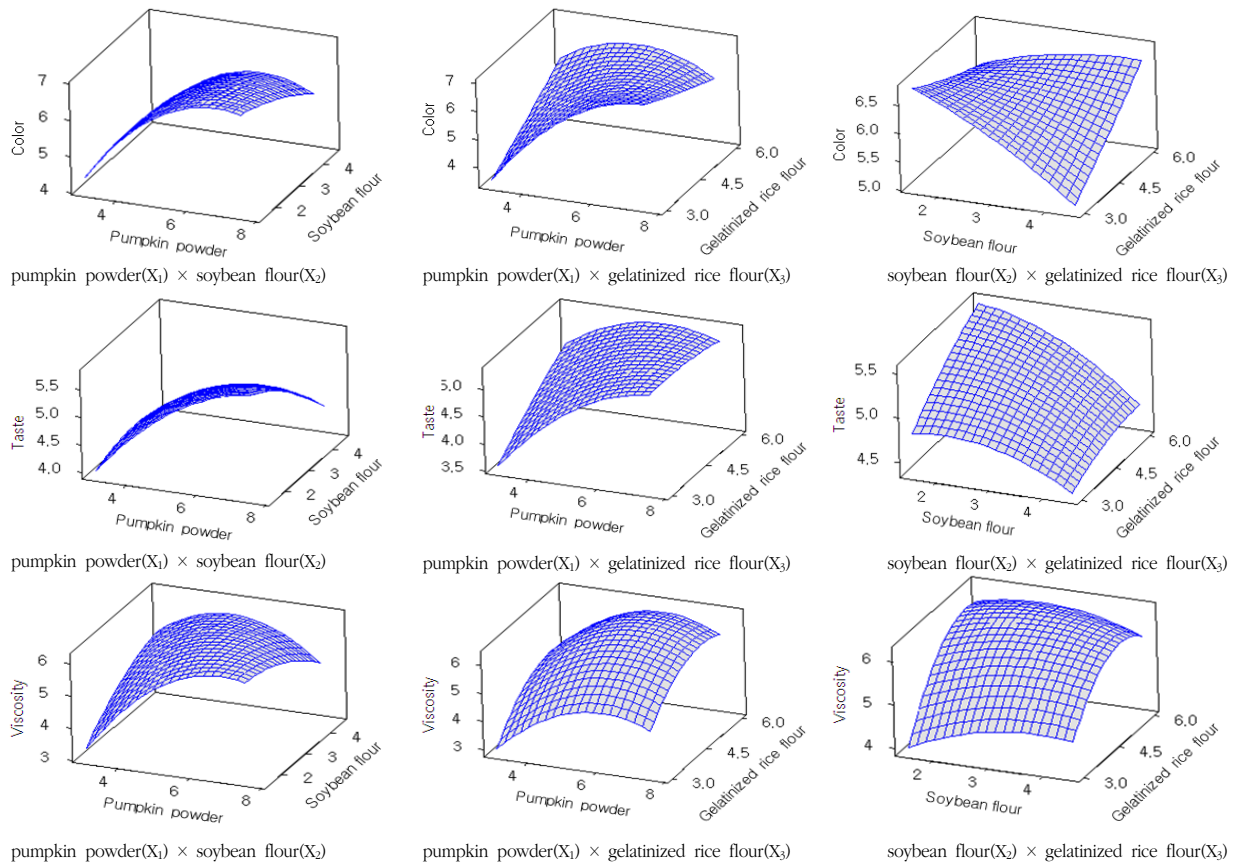 7
6
5
4
Color
4
6
8
Pumpkin powder
2
3
4
Soybean flour
pumpkin powder(X₁) × soybean flour(X₂)
7
6
5
4
Color
4
6
8
Pumpkin powder
3.0
4.5
6.0
Gelatinized rice flour
pumpkin powder(X₁) × gelatinized rice flour(X₃)
6.5
6.0
5.5
5.0
Color
2
3
4
Soybean flour
3.0
4.5
6.0
Gelatinized rice flour
soybean flour(X₂) × gelatinized rice flour(X₃)
5.5
5.0
4.5
4.0
Taste
4
6
8
Pumpkin powder
2
3
4
Soybean flour
pumpkin powder(X₁) × soybean flour(X₂)
5.0
4.5
4.0
3.5
Taste
4
6
8
Pumpkin powder
3.0
4.5
6.0
Gelatinized rice flour
pumpkin powder(X₁) × gelatinized rice flour(X₃)
5.5
5.0
4.5
Taste
2
3
4
Soybean flour
3.0
4.5
6.0
Gelatinized rice flour
soybean flour(X₂) × gelatinized rice flour(X₃)
6
5
4
3
Viscosity
4
6
8
Pumpkin powder
2
3
4
Soybean flour
pumpkin powder(X₁) × soybean flour(X₂)
6
5
4
3
Viscosity
4
6
8
Pumpkin powder
3.0
4.5
6.0
Gelatinized rice flour
pumpkin powder(X₁) × gelatinized rice flour(X₃)
6
5
4
Viscosity
2
3
4
Soybean flour
3.0
4.5
6.0
Gelatinized rice flour
soybean flour(X₂) × gelatinized rice flour(X₃)